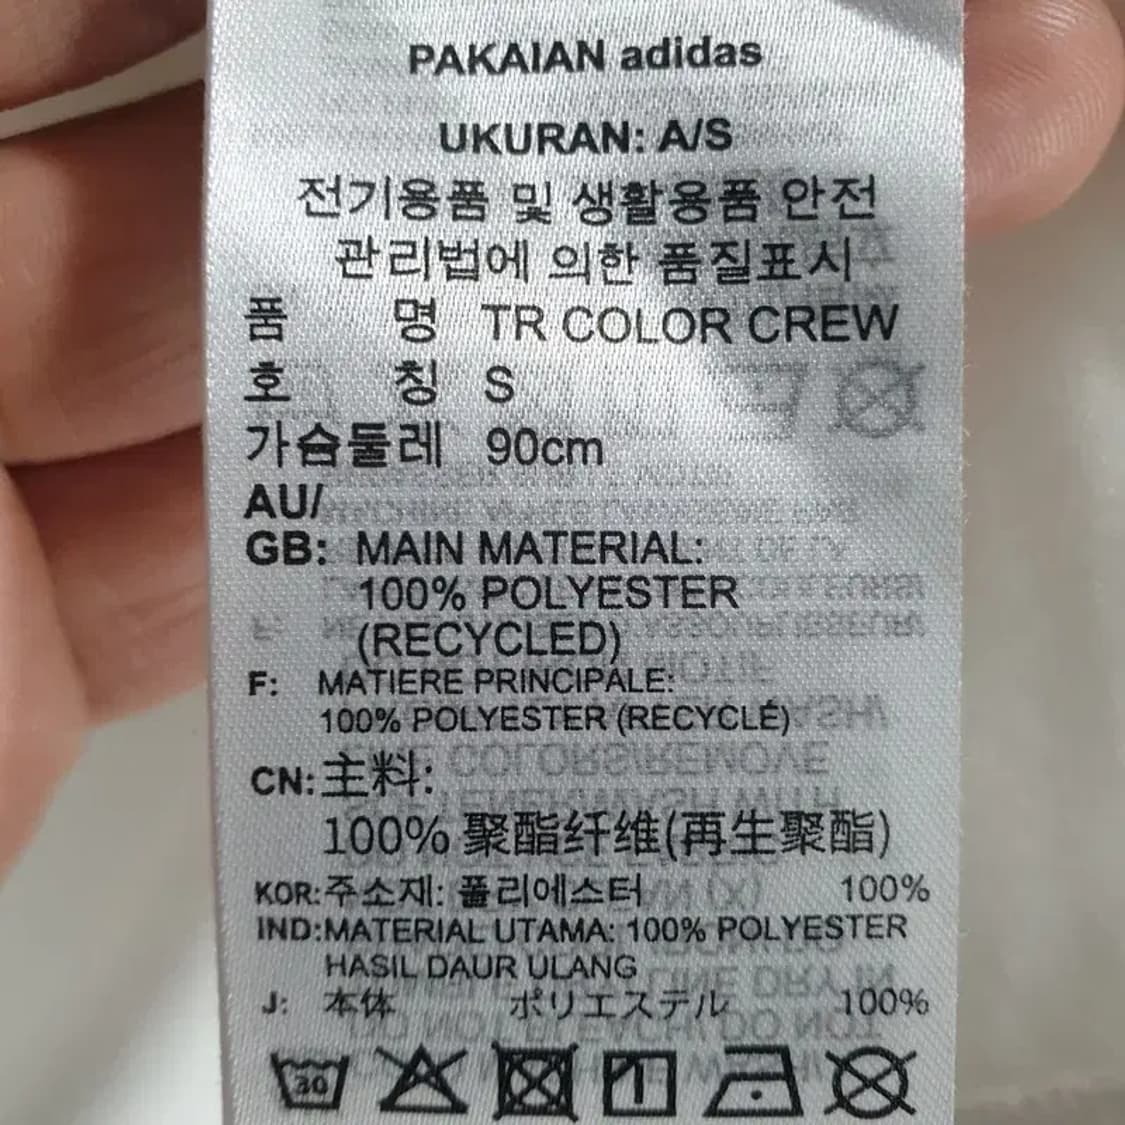 PAKAIAN adidas
UKURAN: A/S
전기용품 및 생활용품 안전
관리법에 의한 품질표시
품 명 TR COLOR CREW
호 칭 S
가슴둘레 90cm
AU/
GB: MAIN MATERIAL:
100% POLYESTER
(RECYCLED)
F: MATIERE PRINCIPALE:
100% POLYESTER (RECYCLÉ)
CN: 主料:
100% 聚酯纤维(再生聚酯)
KOR: 주소재: 폴리에스터 100%
IND: MATERIAL UTAMA: 100% POLYESTER
HASIL DAUR ULANG
J: 本体 ポリエステル 100%
30